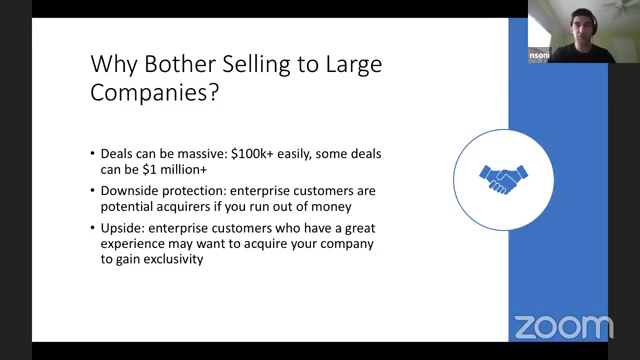 nsoni
Why Bother Selling to Large
Companies?
• Deals can be massive: $100k+ easily, some deals
can be $1 million+
• Downside protection: enterprise customers are
potential acquirers if you run out of money
• Upside: enterprise customers who have a great
experience may want to acquire your company
to gain exclusivity
zoom